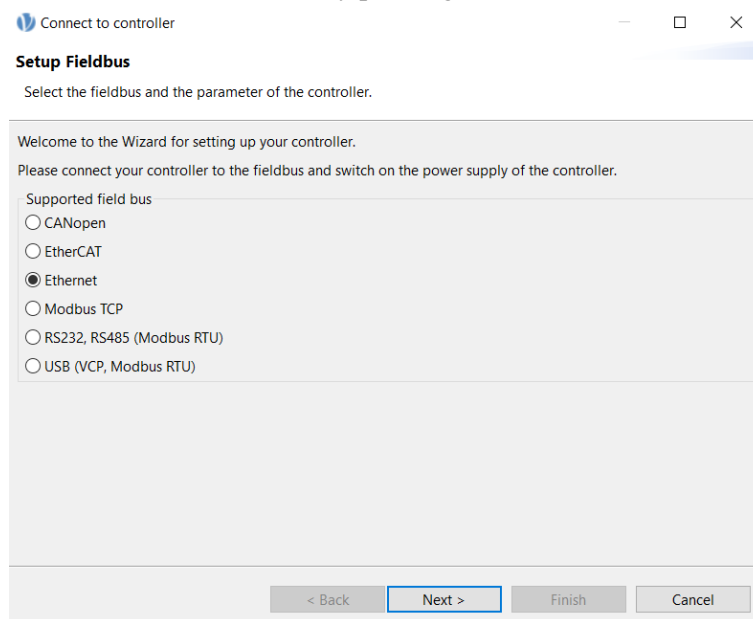 Connect to controller
Setup Fieldbus
Select the fieldbus and the parameter of the controller.
Welcome to the Wizard for setting up your controller.
Please connect your controller to the fieldbus and switch on the power supply of the controller.
Supported field bus
CANopen
EtherCAT
Ethernet
Modbus TCP
RS232, RS485 (Modbus RTU)
USB (VCP, Modbus RTU)
< Back Next > Finish Cancel